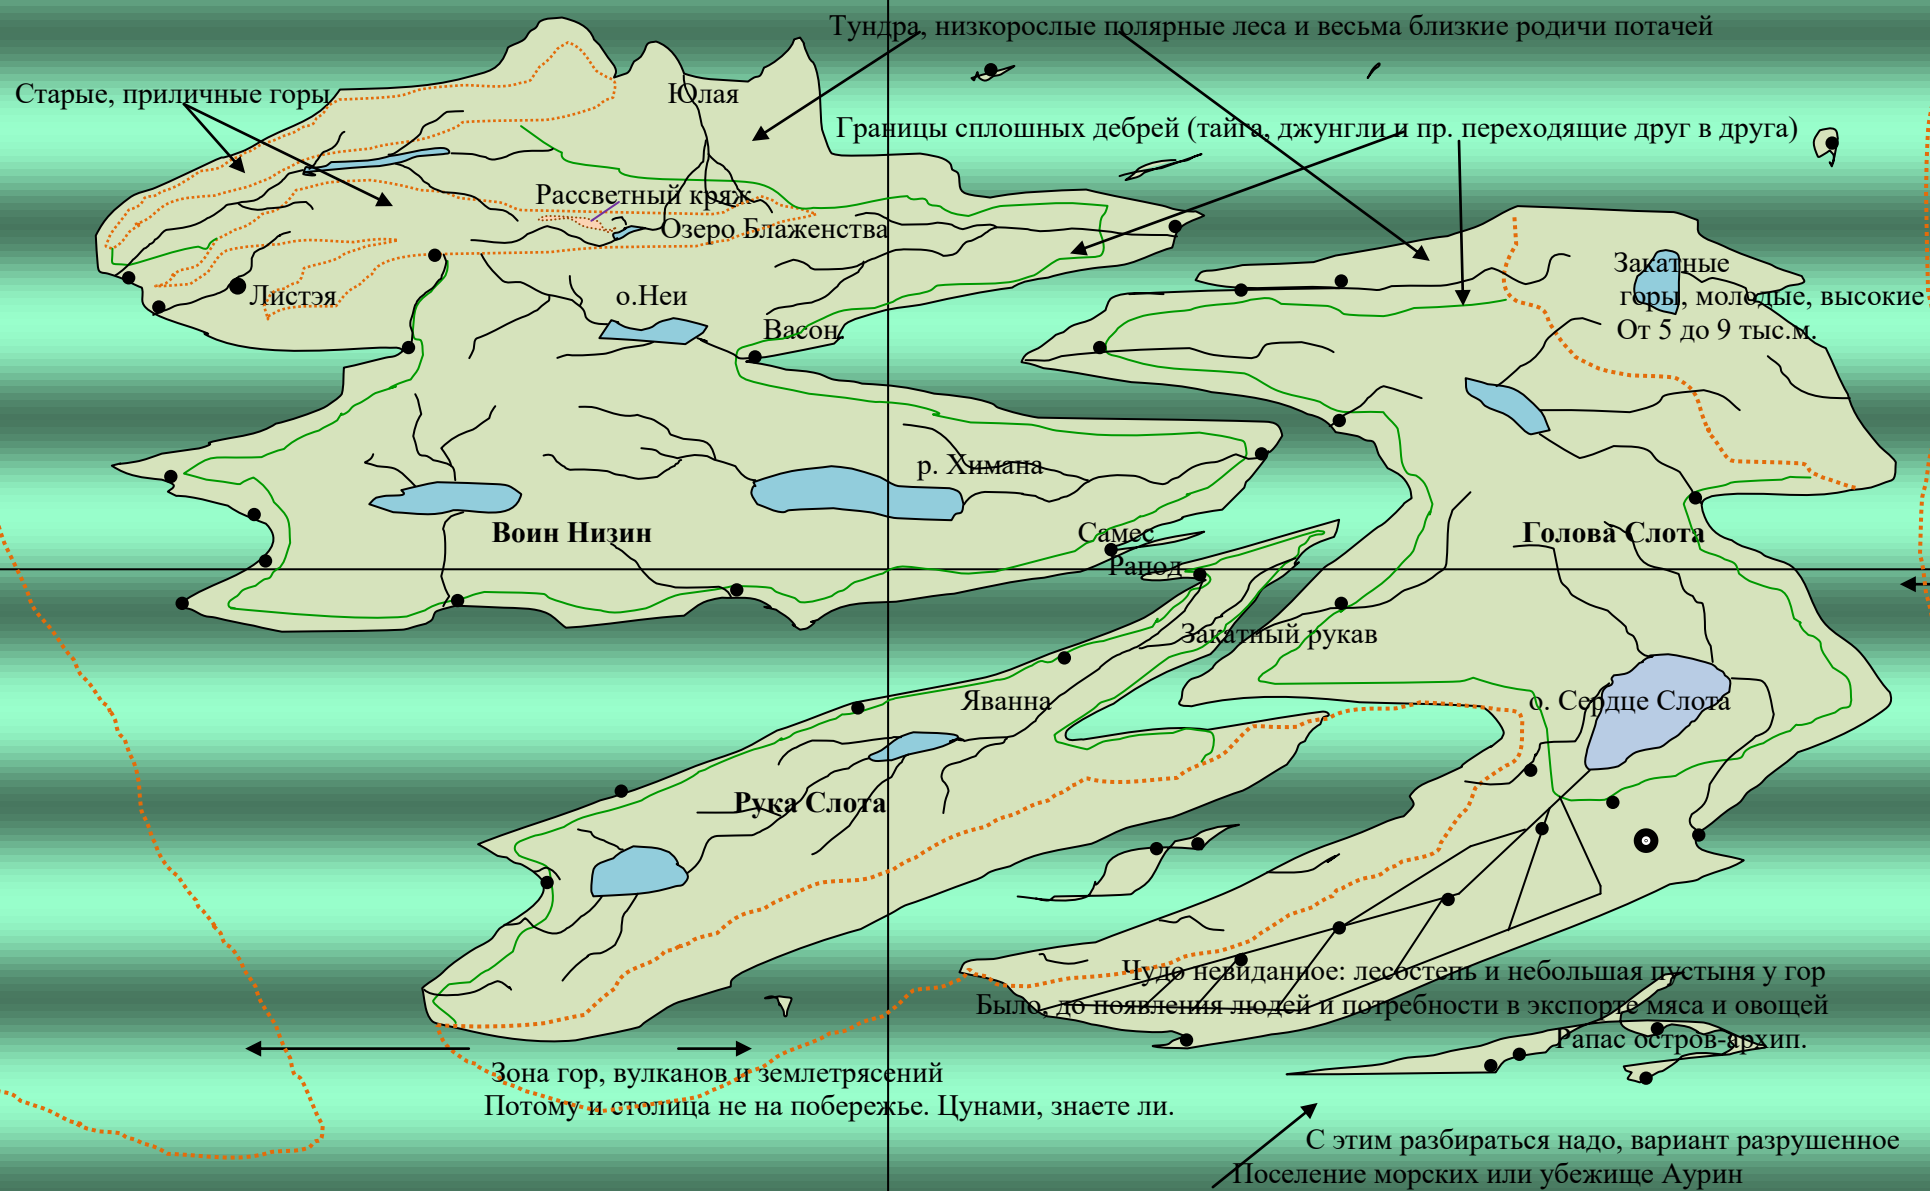 Тундра, низкорослые полярные леса и весьма близкие родичи потачей
Старые, приличные горы
Юлая
Границы сплошных дебрей (тайга, джунгли и пр. переходящие друг в друга)
Рассветный кряж
Озеро Блаженства
Закатные
горы, молодые, высокие
От 5 до 9 тыс.м.
Листэя
о.Неи
Васон
р. Химана
Воин Низин
Самес
Рапод
Голова Слота
Закатный рукав
Яванна
о. Сердце Слота
Рука Слота
Чудо невиданное: лесостепь и небольшая пустыня у гор
Было, до появления людей и потребности в экспорте мяса и овощей
Рапас остров-архип.
Зона гор, вулканов и землетрясений
Потому и столица не на побережье. Цунами, знаете ли.
С этим разбираться надо, вариант разрушенное
Поселение морских или убежище Аурин